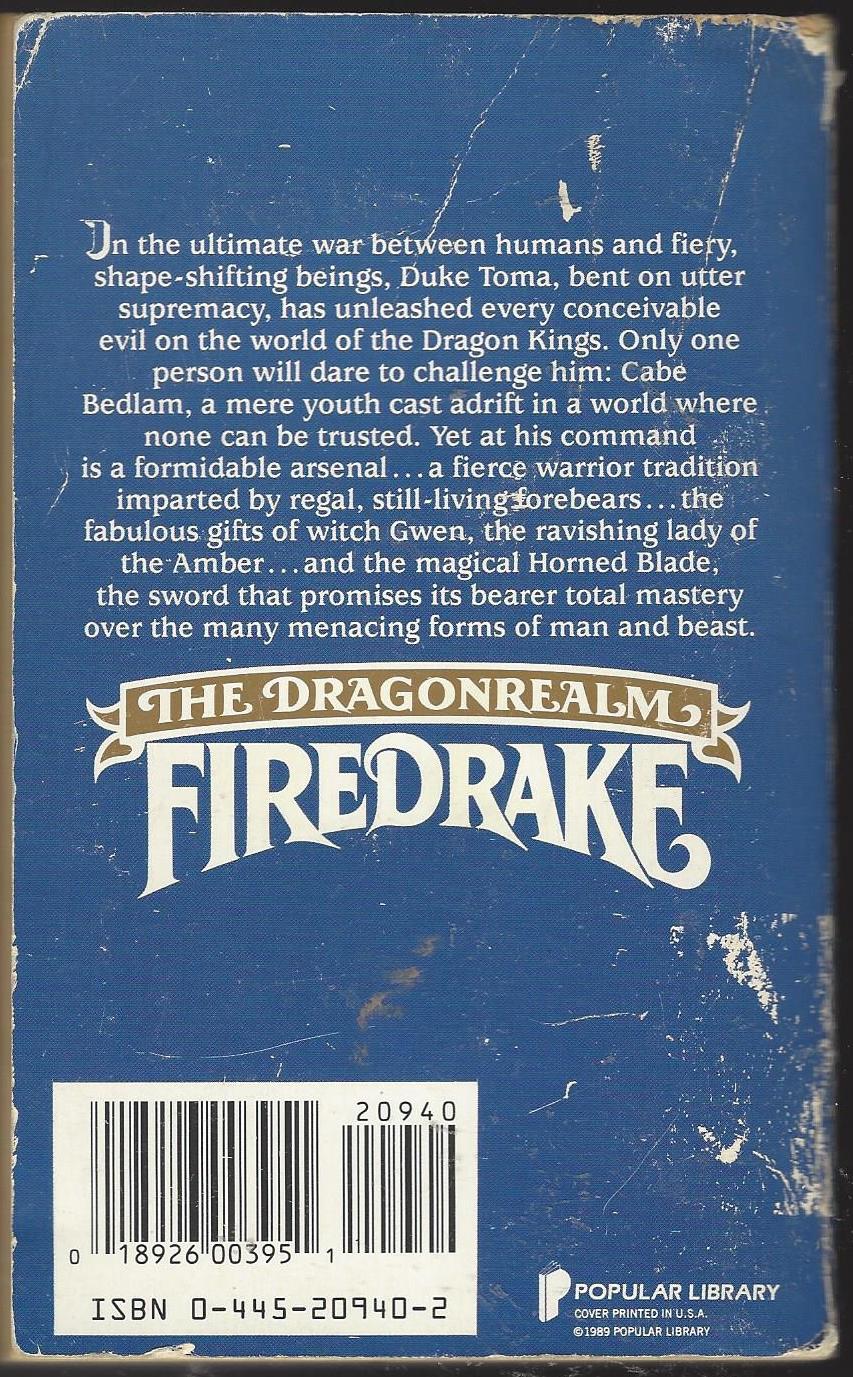 In the ultimate war between humans and fiery,
shape-shifting beings, Duke Toma, bent on utter
supremacy, has unleashed every conceivable
evil on the world of the Dragon Kings. Only one
person will dare to challenge him: Cabe
Bedlam, a mere youth cast adrift in a world where
none can be trusted. Yet at his command
is a formidable arsenal...a fierce warrior tradition
imparted by regal, still-living forebears...the
fabulous gifts of witch Gwen, the ravishing lady of
the Amber...and the magical Horned Blade,
the sword that promises its bearer total mastery
over the many menacing forms of man and beast.
THE DRAGONREALM
FIREDRAKE
20940
0 18926 00395 1
ISBN 0-445-20940-2
POPULAR LIBRARY
COVER PRINTED IN U.S.A.
©1989 POPULAR LIBRARY